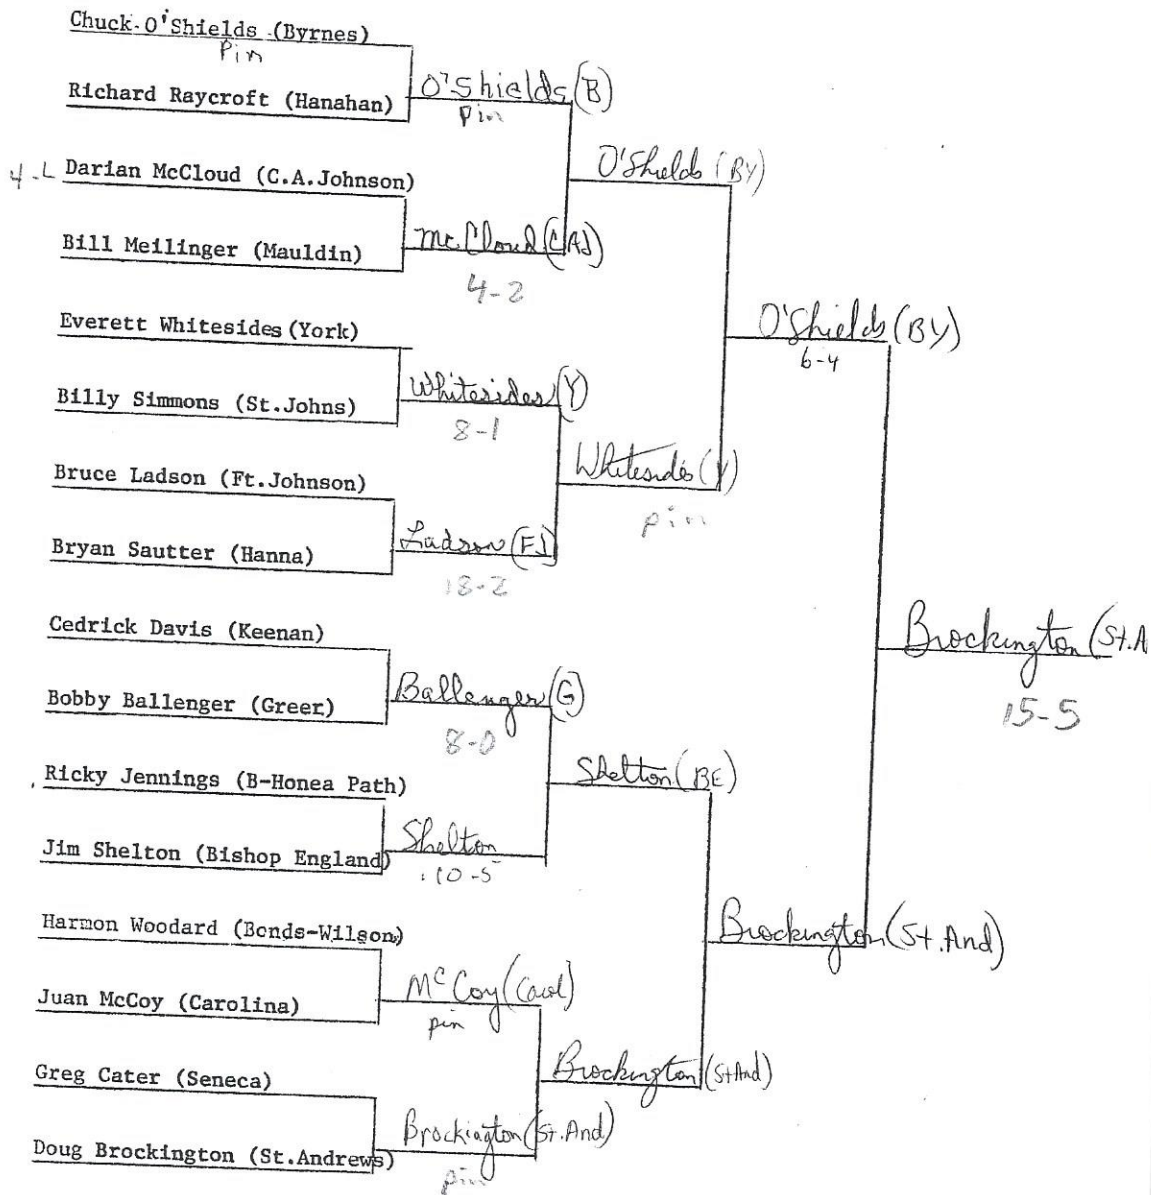 Chuck O'Shields (Byrnes)
Pin
Richard Raycroft (Hanahan)
O'Shields (B)
pin
4-L Darian McCloud (C.A.Johnson)
O'Shields (BY)
Bill Meilinger (Mauldin)
McCloud (CAJ)
4-2
Everett Whitesides (York)
O'Shields (BY)
6-4
Billy Simmons (St.Johns)
Whitesides (Y)
8-1
Bruce Ladson (Ft.Johnson)
Whitesides (Y)
pin
Bryan Sautter (Hanna)
Ladson (FJ)
18-2
Cedrick Davis (Keenan)
Brockington (St.A
15-5
Bobby Ballenger (Greer)
Ballenger (G)
8-0
Ricky Jennings (B-Honea Path)
Shelton (BE)
Jim Shelton (Bishop England)
Shelton
10-5
Harmon Woodard (Bonds-Wilson)
Brockington (St.And)
Juan McCoy (Carolina)
McCoy (Carol)
pin
Greg Cater (Seneca)
Brockington (StAnd)
Doug Brockington (St.Andrews)
Brockington (St.And)
pin